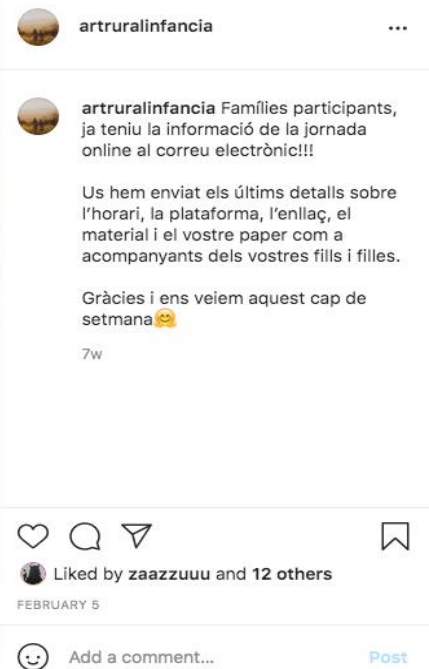 artruralinfancia
artruralinfancia Famílies participants,
ja teniu la informació de la jornada
online al correu electrònic!!!
Us hem enviat els últims detalls sobre
l'horari, la plataforma, l'enllaç, el
material i el vostre paper com a
acompanyants dels vostres fills i filles.
Gràcies i ens veiem aquest cap de
setmana🤗
7w
Liked by zaazzuuu and 12 others
FEBRUARY 5
Add a comment... Post